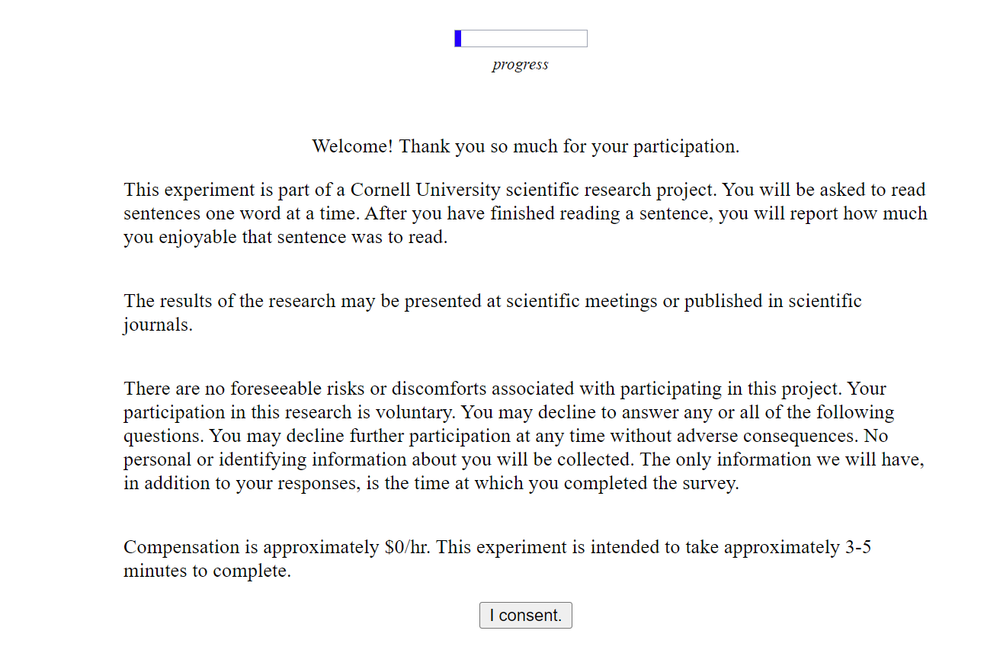 progress
Welcome! Thank you so much for your participation.
This experiment is part of a Cornell University scientific research project. You will be asked to read
sentences one word at a time. After you have finished reading a sentence, you will report how much
you enjoyable that sentence was to read.
The results of the research may be presented at scientific meetings or published in scientific
journals.
There are no foreseeable risks or discomforts associated with participating in this project. Your
participation in this research is voluntary. You may decline to answer any or all of the following
questions. You may decline further participation at any time without adverse consequences. No
personal or identifying information about you will be collected. The only information we will have,
in addition to your responses, is the time at which you completed the survey.
Compensation is approximately $0/hr. This experiment is intended to take approximately 3-5
minutes to complete.
I consent.